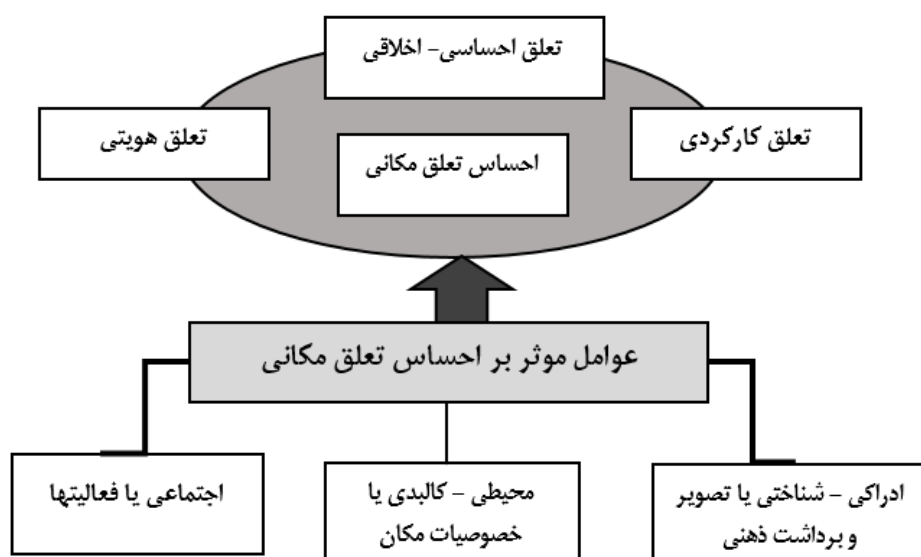 تعلق احساسی- اخلاقی
تعلق کارکردی
تعلق هویتی
احساس تعلق مکانی
عوامل موثر بر احساس تعلق مکانی
ادراکی - شناختی یا تصویر
و برداشت ذهنی
محیطی - کالبدی یا
خصوصیات مکان
اجتماعی یا فعالیتها